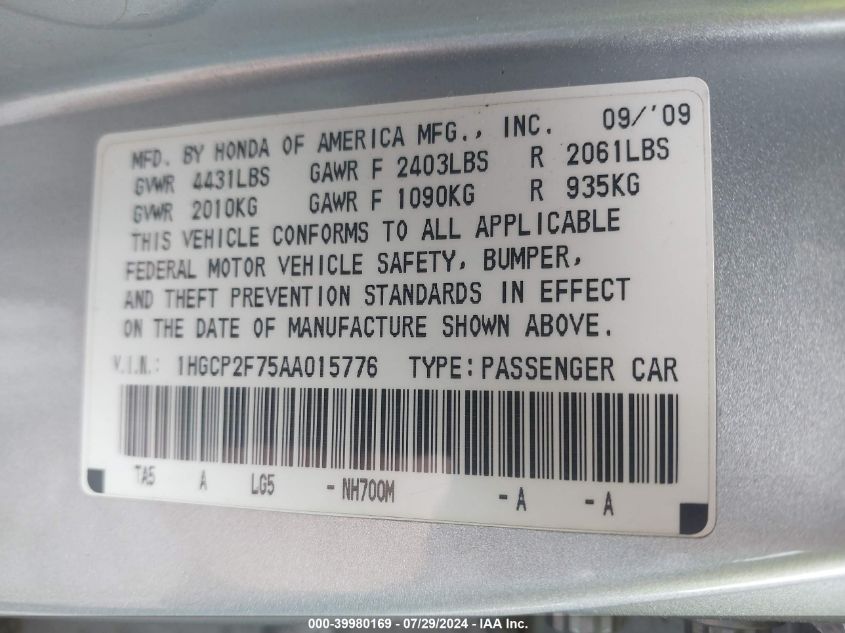 MFD. BY HONDA OF AMERICA MFG., INC. 09/'09
GVWR 4431LBS GAWR F 2403LBS R 2061LBS
GVWR 2010KG GAWR F 1090KG R 935KG
THIS VEHICLE CONFORMS TO ALL APPLICABLE
FEDERAL MOTOR VEHICLE SAFETY, BUMPER,
AND THEFT PREVENTION STANDARDS IN EFFECT
ON THE DATE OF MANUFACTURE SHOWN ABOVE.
V.I.N.: 1HGCP2F75AA015776 TYPE:PASSENGER CAR
TA5 A LG5 -NH700M -A -A
000-39980169 - 07/29/2024 - IAA Inc.